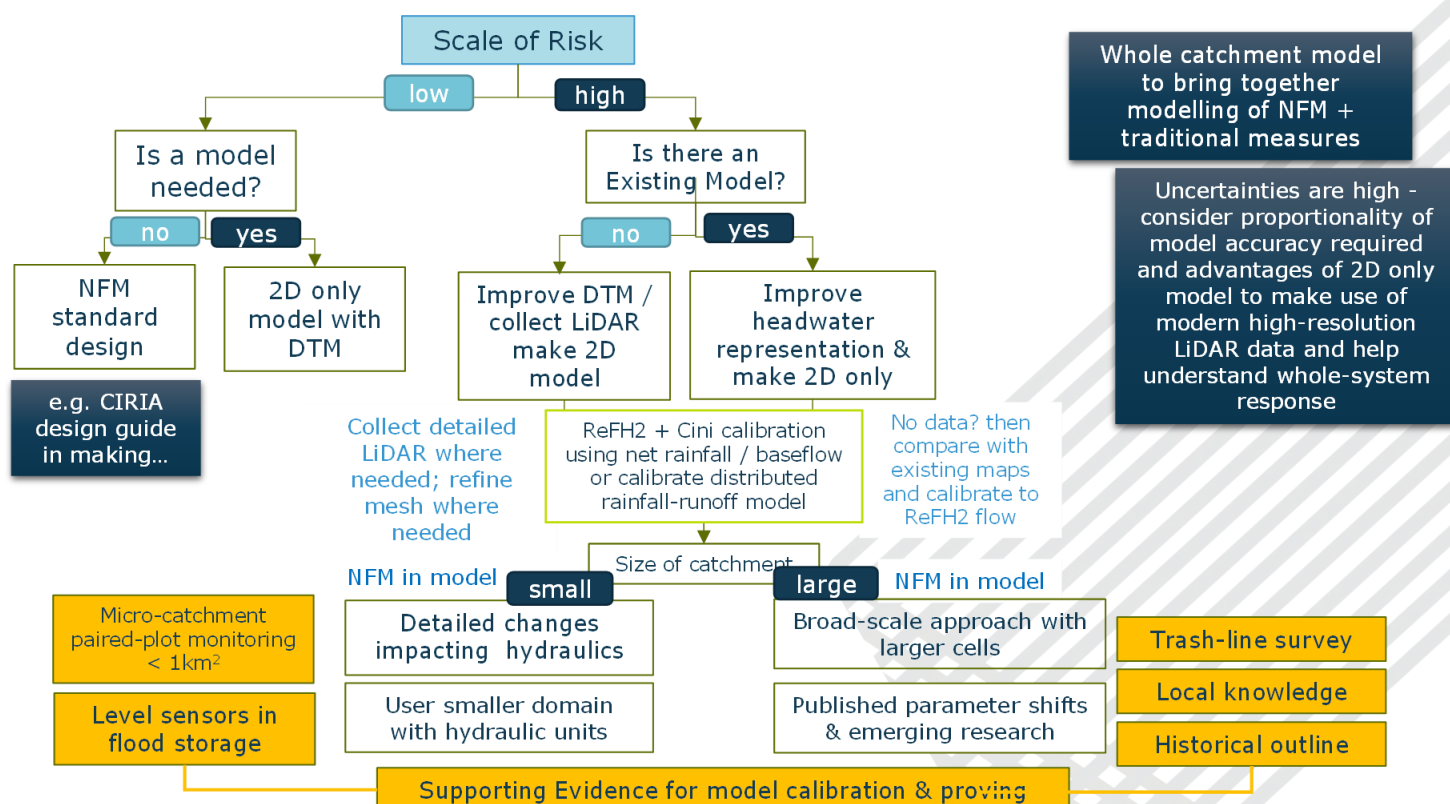 Scale of Risk
low
high
Whole catchment model
to bring together
modelling of NFM +
traditional measures
Is a model
needed?
Is there an
Existing Model?
Uncertainties are high -
consider proportionality of
model accuracy required
and advantages of 2D only
model to make use of
modern high-resolution
LiDAR data and help
understand whole-system
response
no
yes
no
yes
NFM
standard
design
2D only
model with
DTM
Improve DTM /
collect LiDAR
make 2D
model
Improve
headwater
representation &
make 2D only
e.g. CIRIA
design guide
in making…
Collect detailed
LiDAR where
needed; refine
mesh where
needed
ReFH2 + Cini calibration
using net rainfall / baseflow
or calibrate distributed
rainfall-runoff model
No data? then
compare with
existing maps
and calibrate to
ReFH2 flow
Size of catchment
NFM in model
small
large
NFM in model
Micro-catchment
paired-plot monitoring
< 1km²
Detailed changes
impacting hydraulics
Broad-scale approach with
larger cells
Trash-line survey
Level sensors in
flood storage
User smaller domain
with hydraulic units
Published parameter shifts
& emerging research
Local knowledge
Historical outline
Supporting Evidence for model calibration & proving